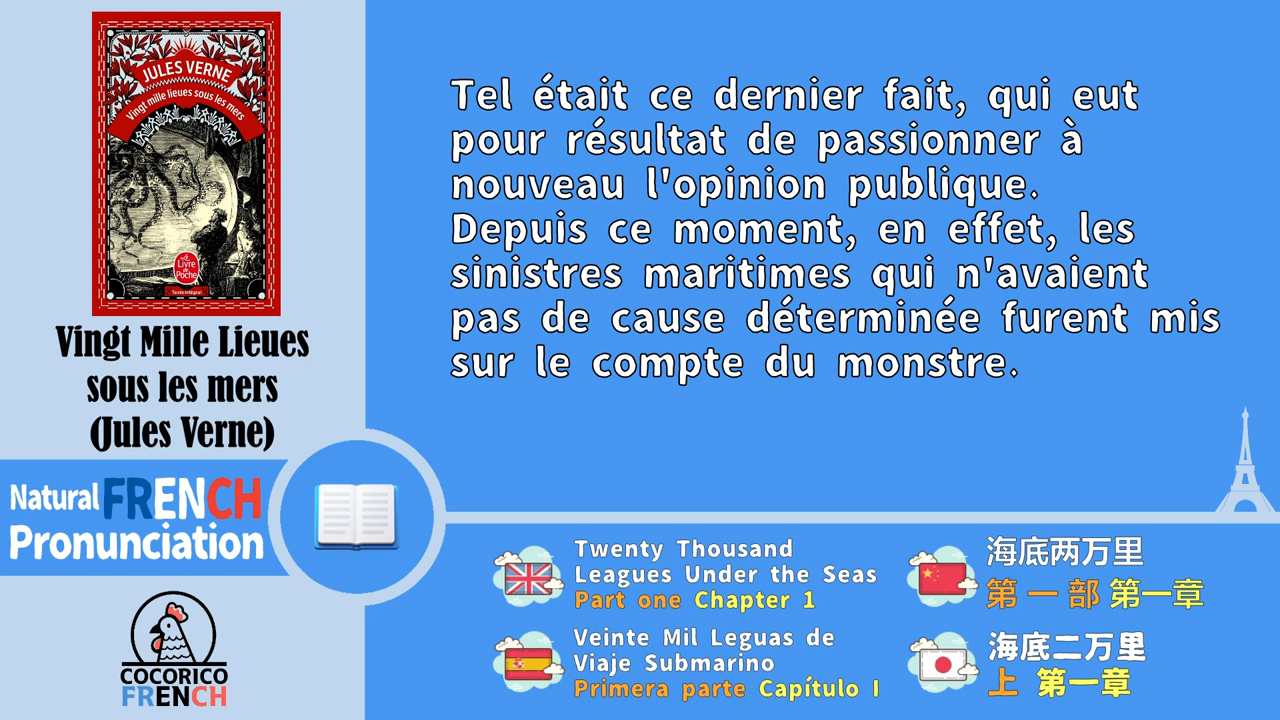 JULES VERNE
Vingt mille lieues sous les mers
Le Livre de Poche
Texte intégral
Vingt Mille Lieues
sous les mers
(Jules Verne)
Natural FRENCH
Pronunciation
COCORICO
FRENCH
Tel était ce dernier fait, qui eut
pour résultat de passionner à
nouveau l'opinion publique.
Depuis ce moment, en effet, les
sinistres maritimes qui n'avaient
pas de cause déterminée furent mis
sur le compte du monstre.
Twenty Thousand
Leagues Under the Seas
Part one Chapter 1
Veinte Mil Leguas de
Viaje Submarino
Primera parte Capítulo I
海底两万里
第 一 部 第一章
海底二万里
上 第一章